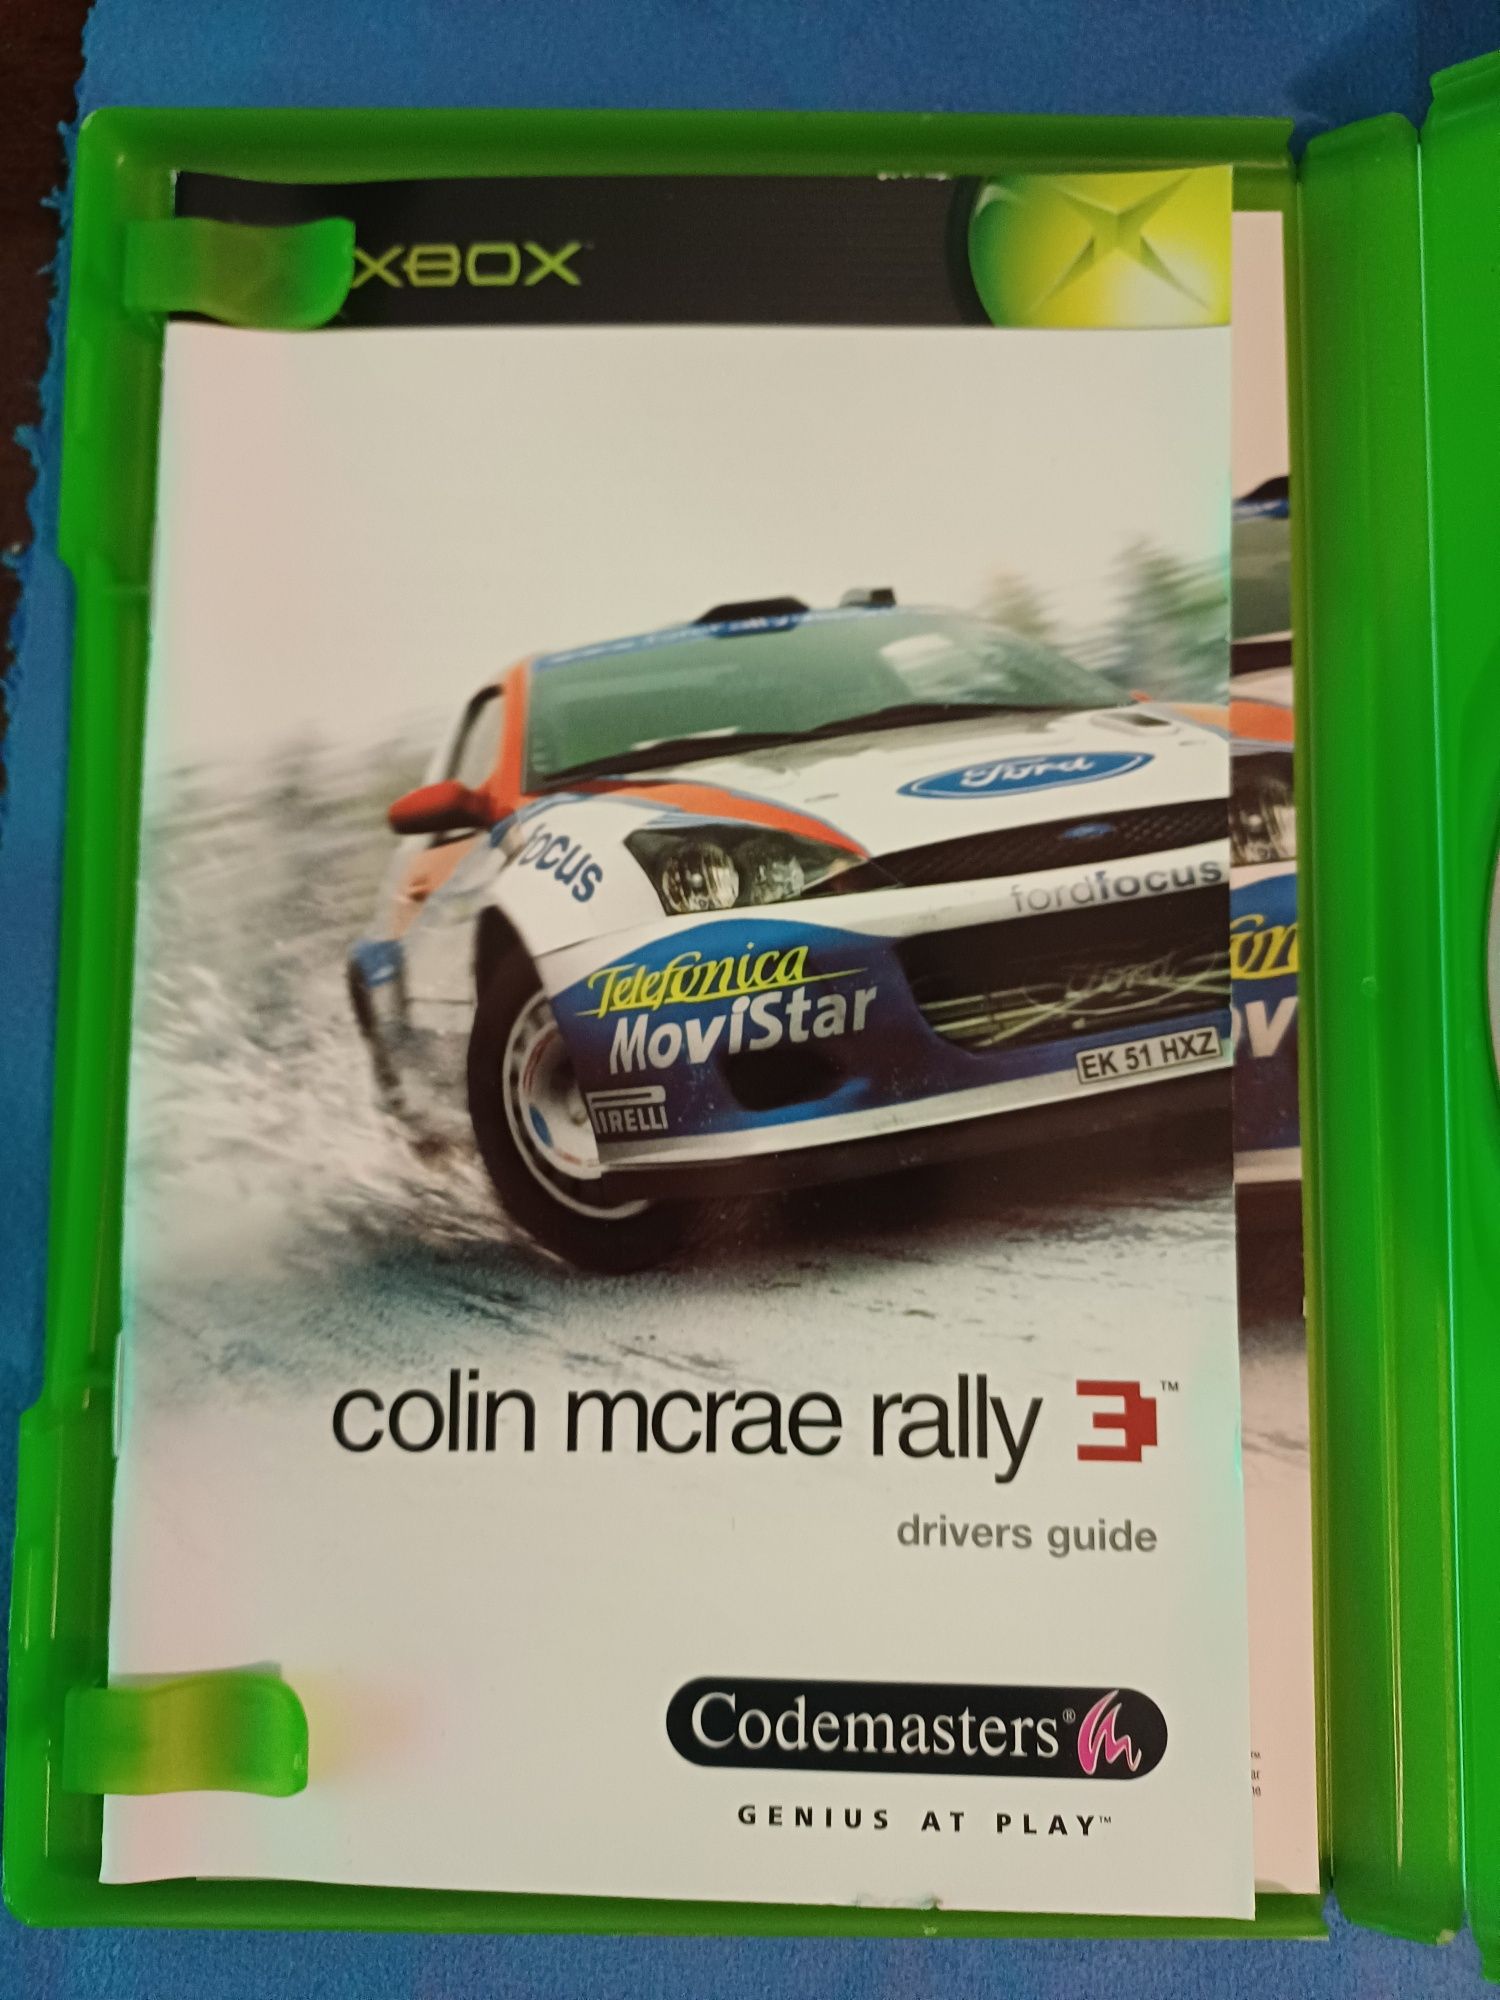 XBOX
Ford
focus
fordfocus
Telefonica
MoviStar
EK 51 HXZ
PIRELLI
colin mcrae rally 3™
drivers guide
Codemasters®
GENIUS AT PLAY™